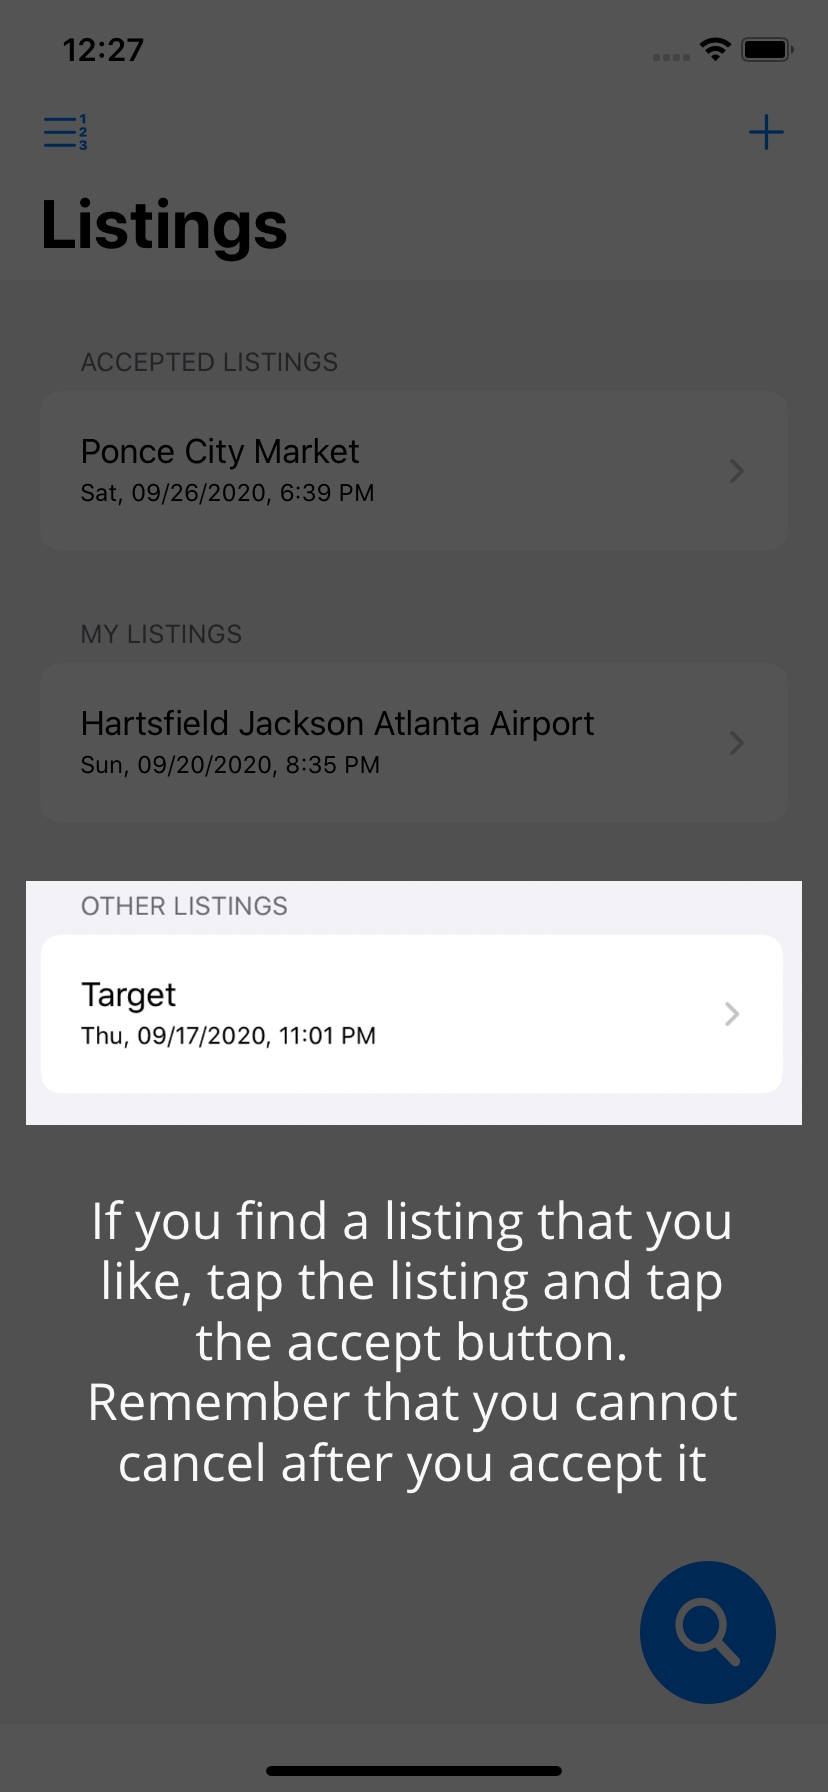 12:27
1
2
3
Listings
ACCEPTED LISTINGS
Ponce City Market
Sat, 09/26/2020, 6:39 PM
MY LISTINGS
Hartsfield Jackson Atlanta Airport
Sun, 09/20/2020, 8:35 PM
OTHER LISTINGS
Target
Thu, 09/17/2020, 11:01 PM
If you find a listing that you
like, tap the listing and tap
the accept button.
Remember that you cannot
cancel after you accept it